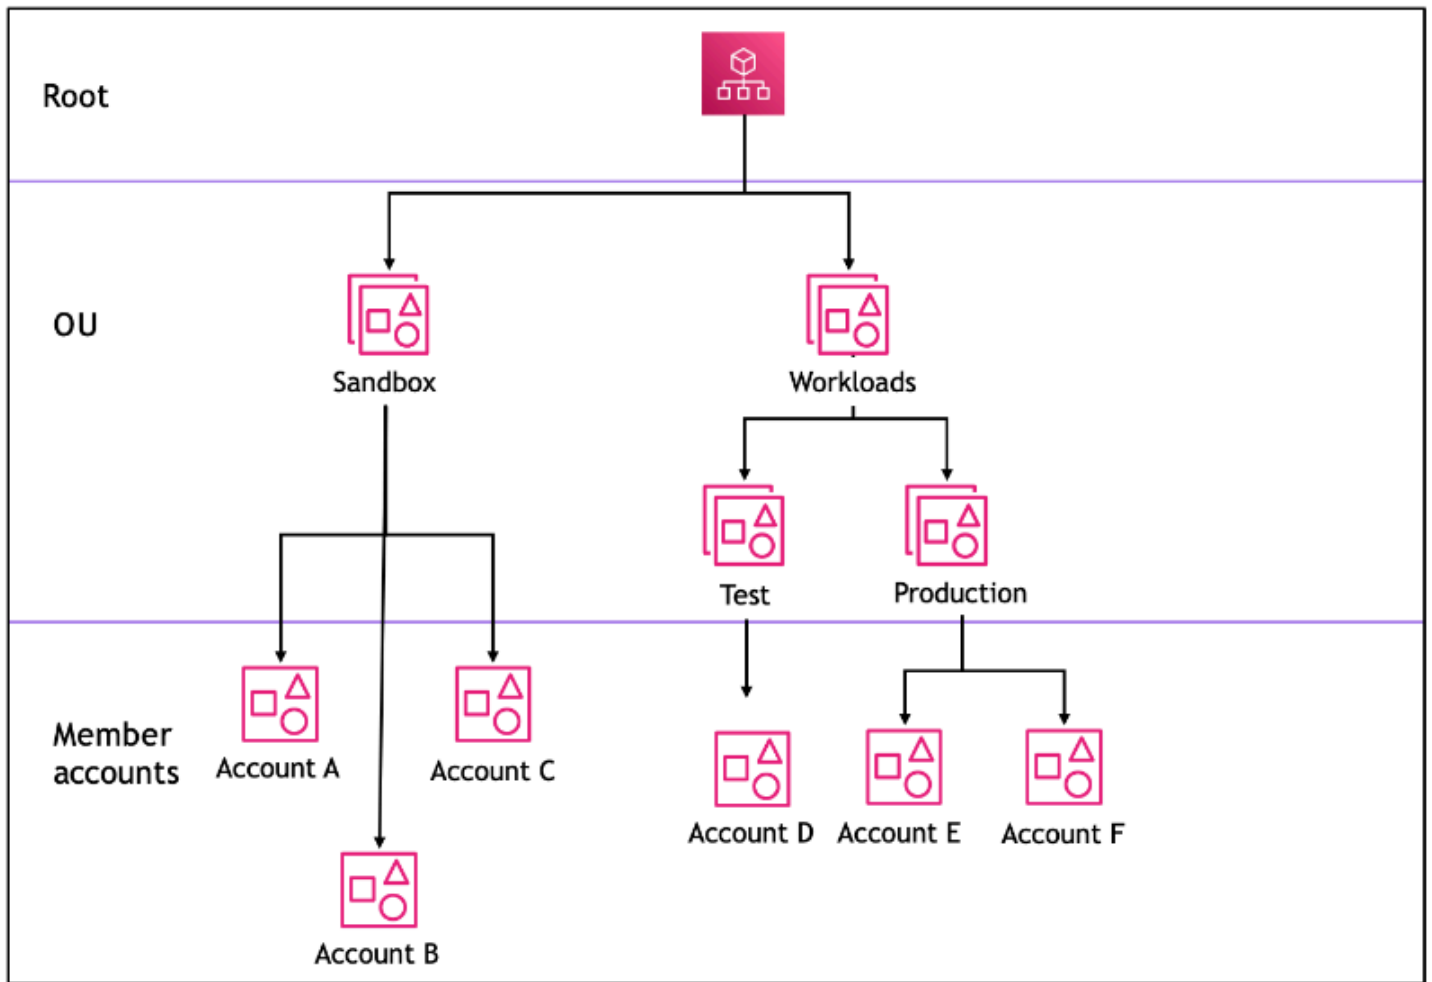 Root
OU
Sandbox
Workloads
Test
Production
Member
accounts
Account A
Account C
Account D
Account E
Account F
Account B